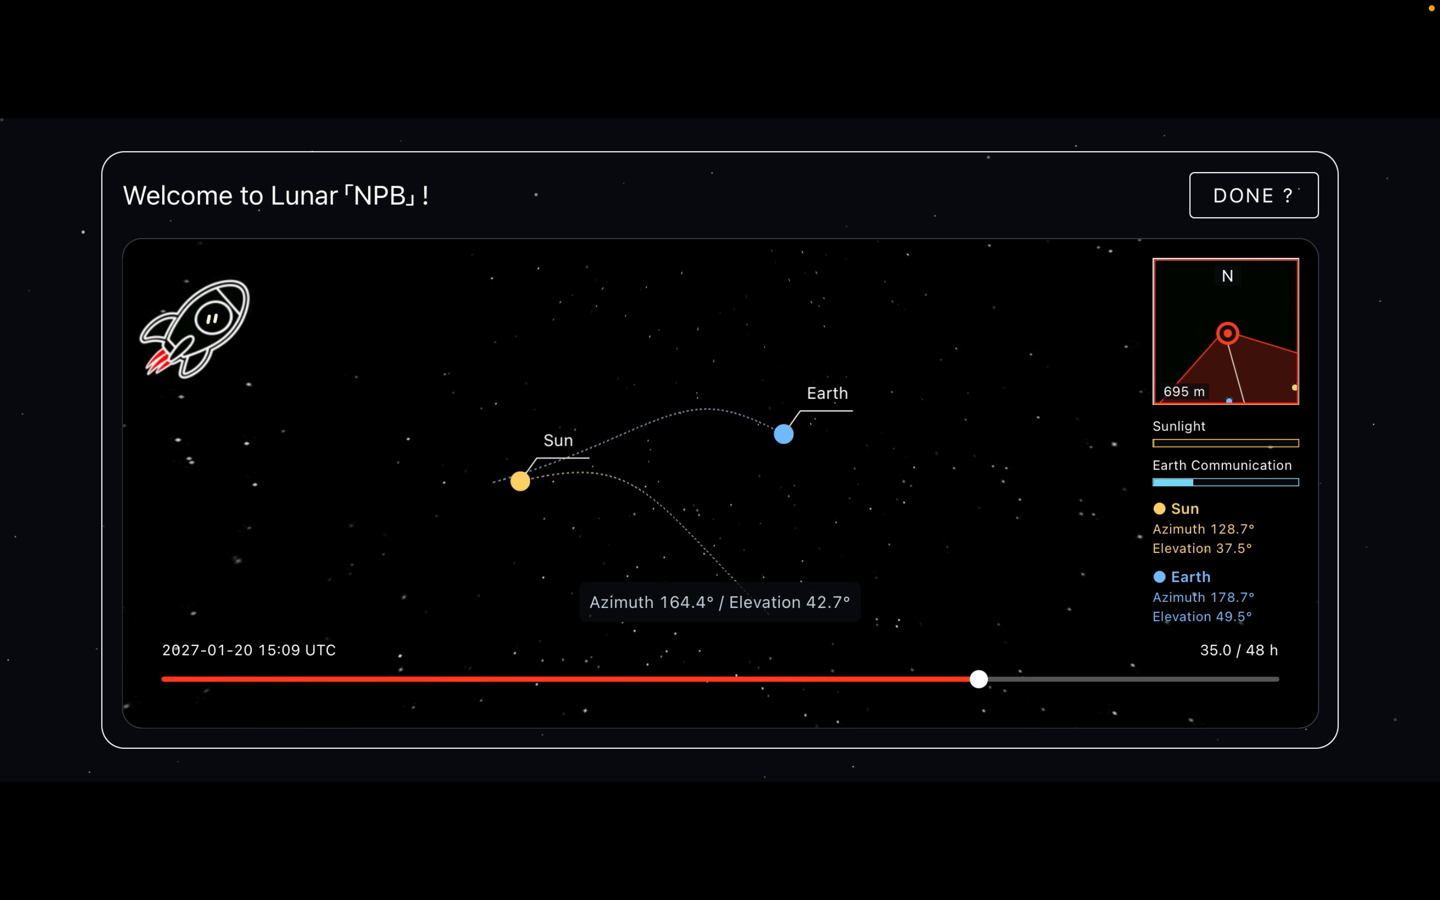 Welcome to Lunar「NPB」!
DONE ?
N
695 m
Sunlight
Earth Communication
Sun
Azimuth 128.7°
Elevation 37.5°
Earth
Azimuth 178.7°
Elevation 49.5°
Earth
Sun
Azimuth 164.4° / Elevation 42.7°
2027-01-20 15:09 UTC
35.0 / 48 h